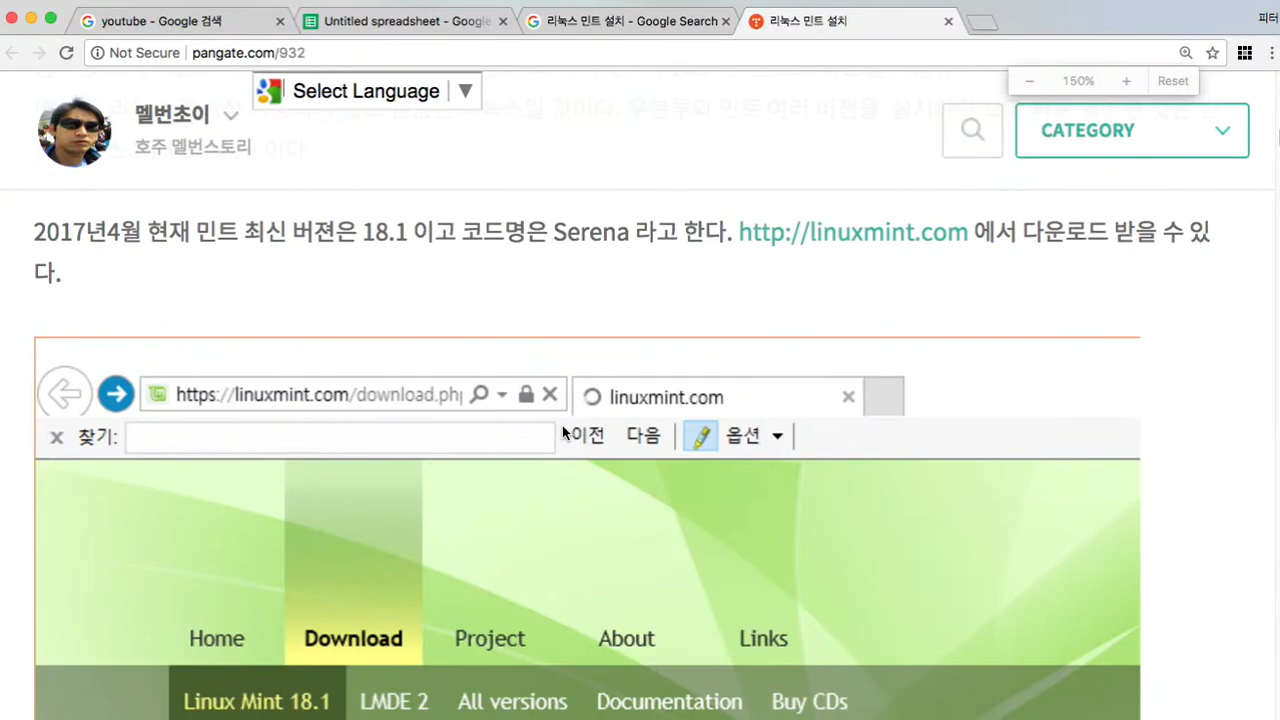 youtube - Google 검색
Untitled spreadsheet - Google
리눅스 민트 설치 - Google Search
리눅스 민트 설치
피터
Not Secure
pangate.com/932
150%
Reset
Select Language
멜번초이
호주 멜번스토리
CATEGORY
2017년4월 현재 민트 최신 버젼은 18.1 이고 코드명은 Serena 라고 한다. http://linuxmint.com 에서 다운로드 받을 수 있
다.
https://linuxmint.com/download.php
linuxmint.com
찾기:
이전
다음
옵션
Home
Download
Project
About
Links
Linux Mint 18.1
LMDE 2
All versions
Documentation
Buy CDs